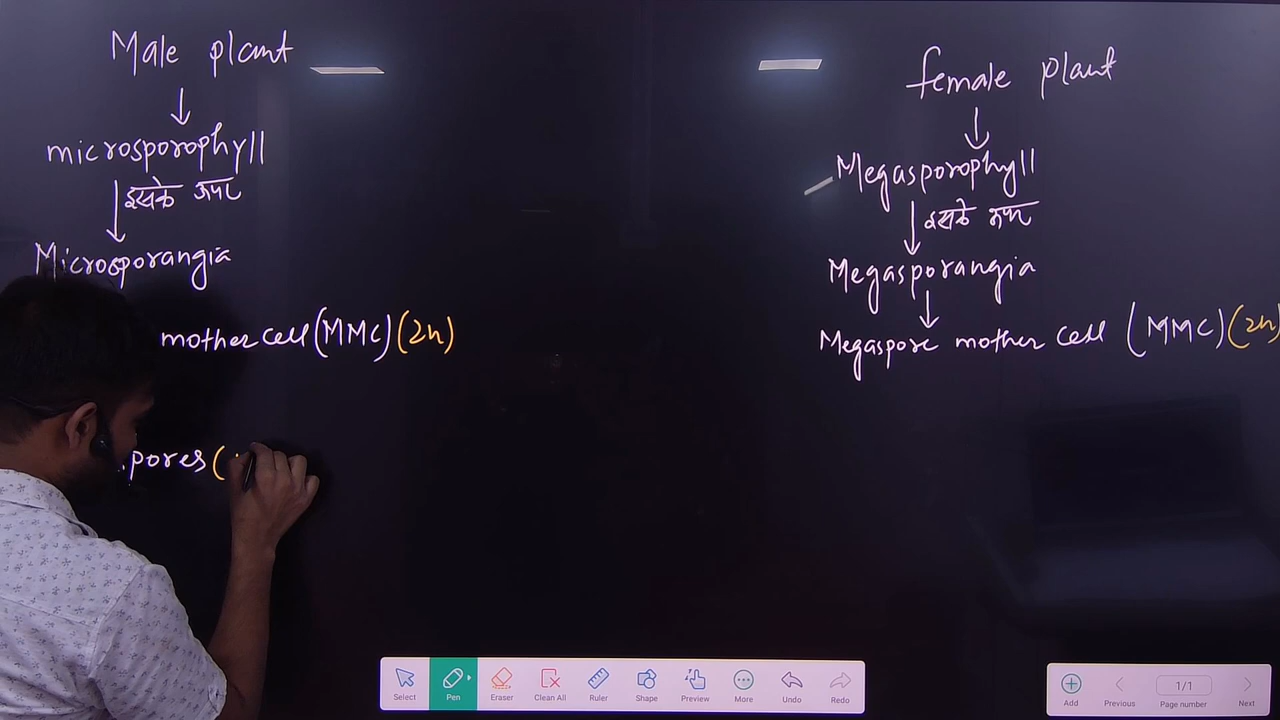 Male plant
↓
microsporophyll
↓ इसके ऊपर
Microsporangia
mother cell (MMC) (2n)
pores (
female plant
↓
Megasporophyll
↓ इसके ऊपर
Megasporangia
↓
Megaspore mother cell (MMC) (2n)
Select Pen Eraser Clean All Ruler Shape Preview More Undo Redo
Add Previous 1/1 Page number Next